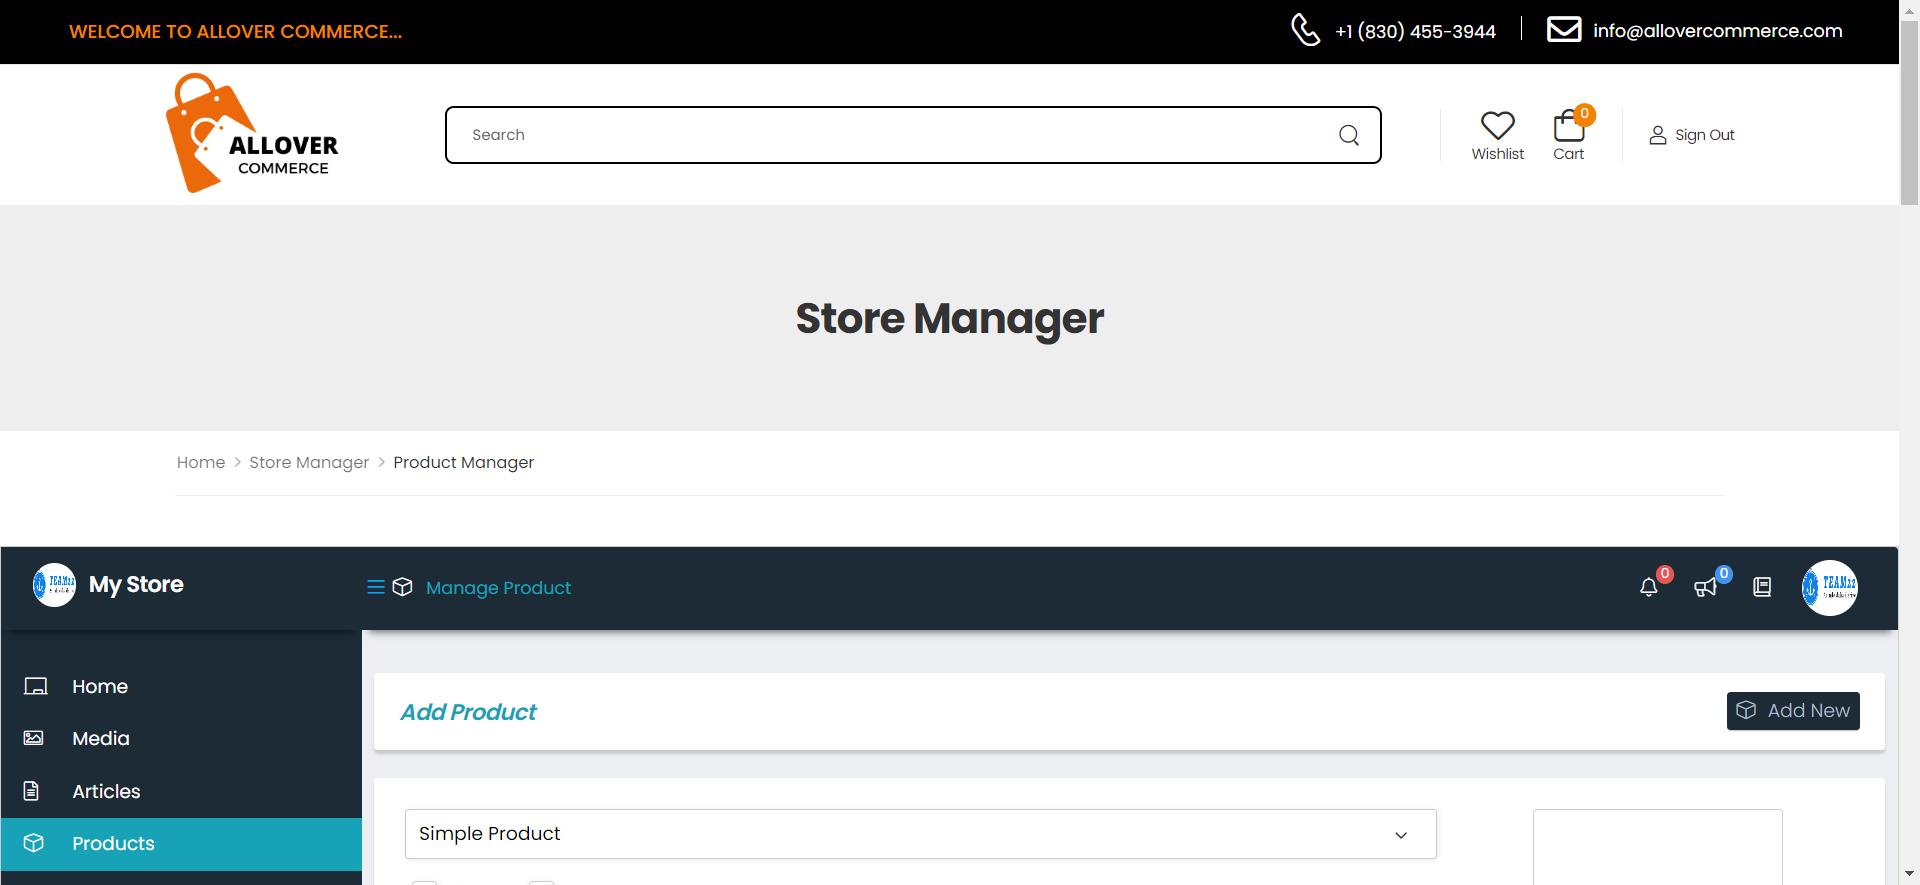 WELCOME TO ALLOVER COMMERCE...
+1 (830) 455-3944
info@allovercommerce.com
ALLOVER
COMMERCE
Search
0
Wishlist
Cart
Sign Out
Store Manager
Home > Store Manager > Product Manager
TEAM22
My Store
Manage Product
0
0
TEAM22
Home
Media
Articles
Products
Add Product
Add New
Simple Product